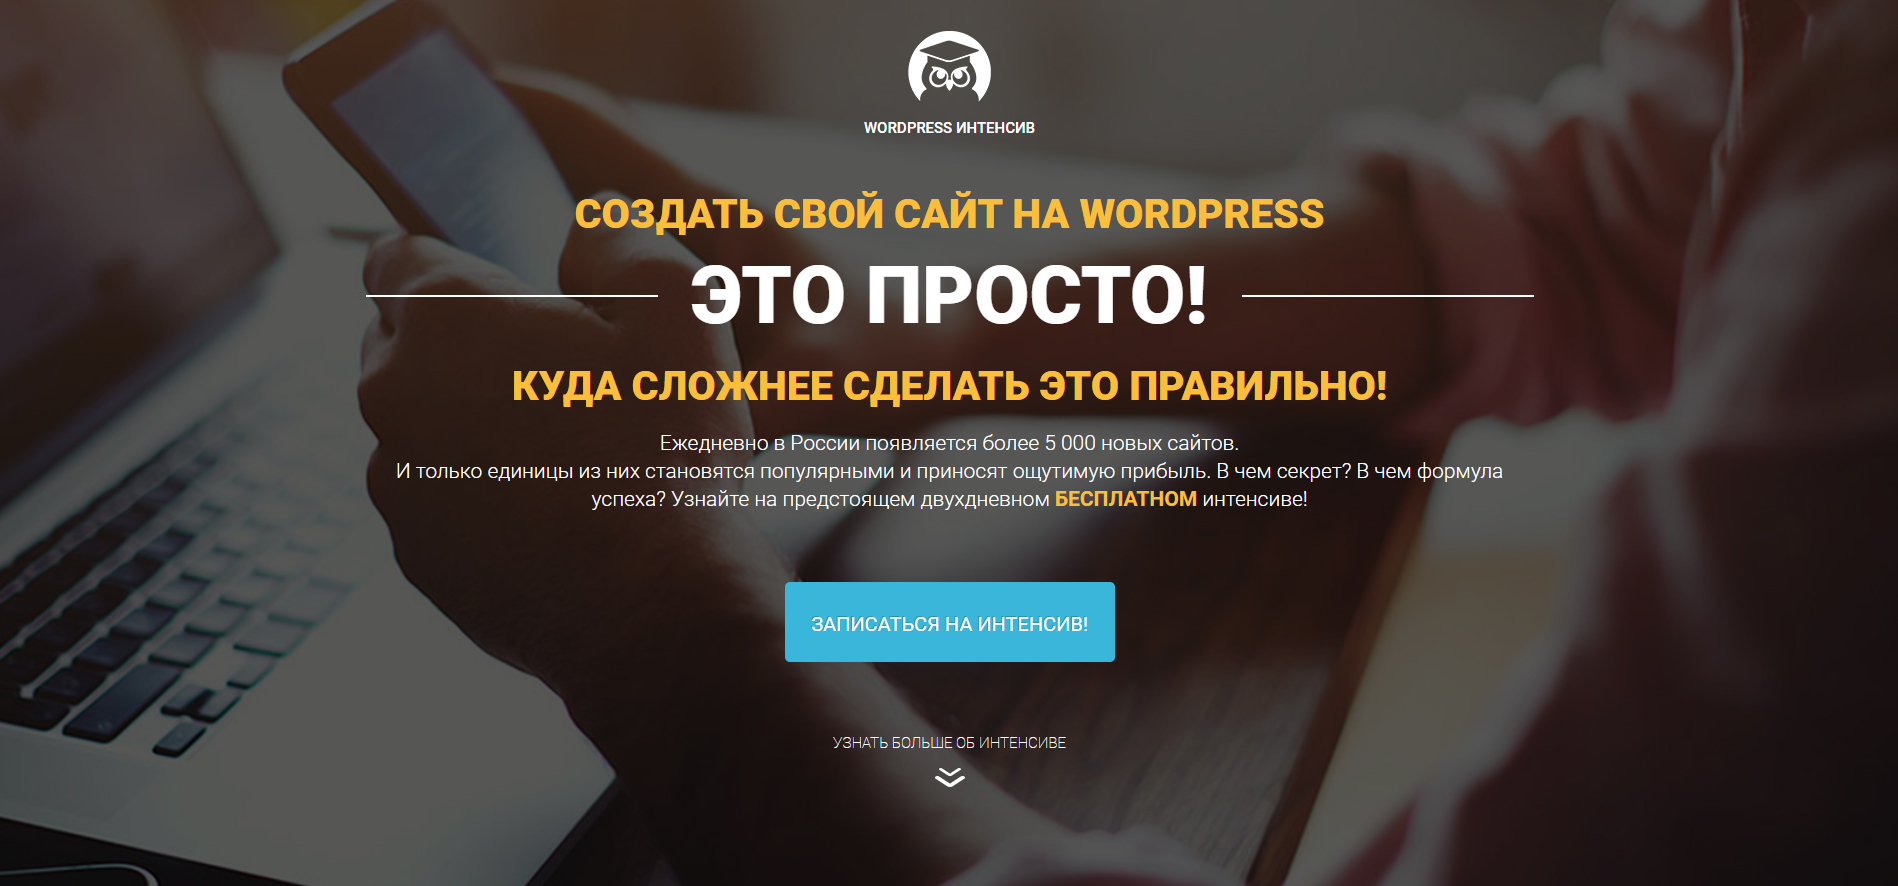 WORDPRESS ИНТЕНСИВ
СОЗДАТЬ СВОЙ САЙТ НА WORDPRESS
ЭТО ПРОСТО!
КУДА СЛОЖНЕЕ СДЕЛАТЬ ЭТО ПРАВИЛЬНО!
Ежедневно в России появляется более 5 000 новых сайтов.
И только единицы из них становятся популярными и приносят ощутимую прибыль. В чем секрет? В чем формула
успеха? Узнайте на предстоящем двухдневном БЕСПЛАТНОМ интенсиве!
ЗАПИСАТЬСЯ НА ИНТЕНСИВ!
УЗНАТЬ БОЛЬШЕ ОБ ИНТЕНСИВЕ